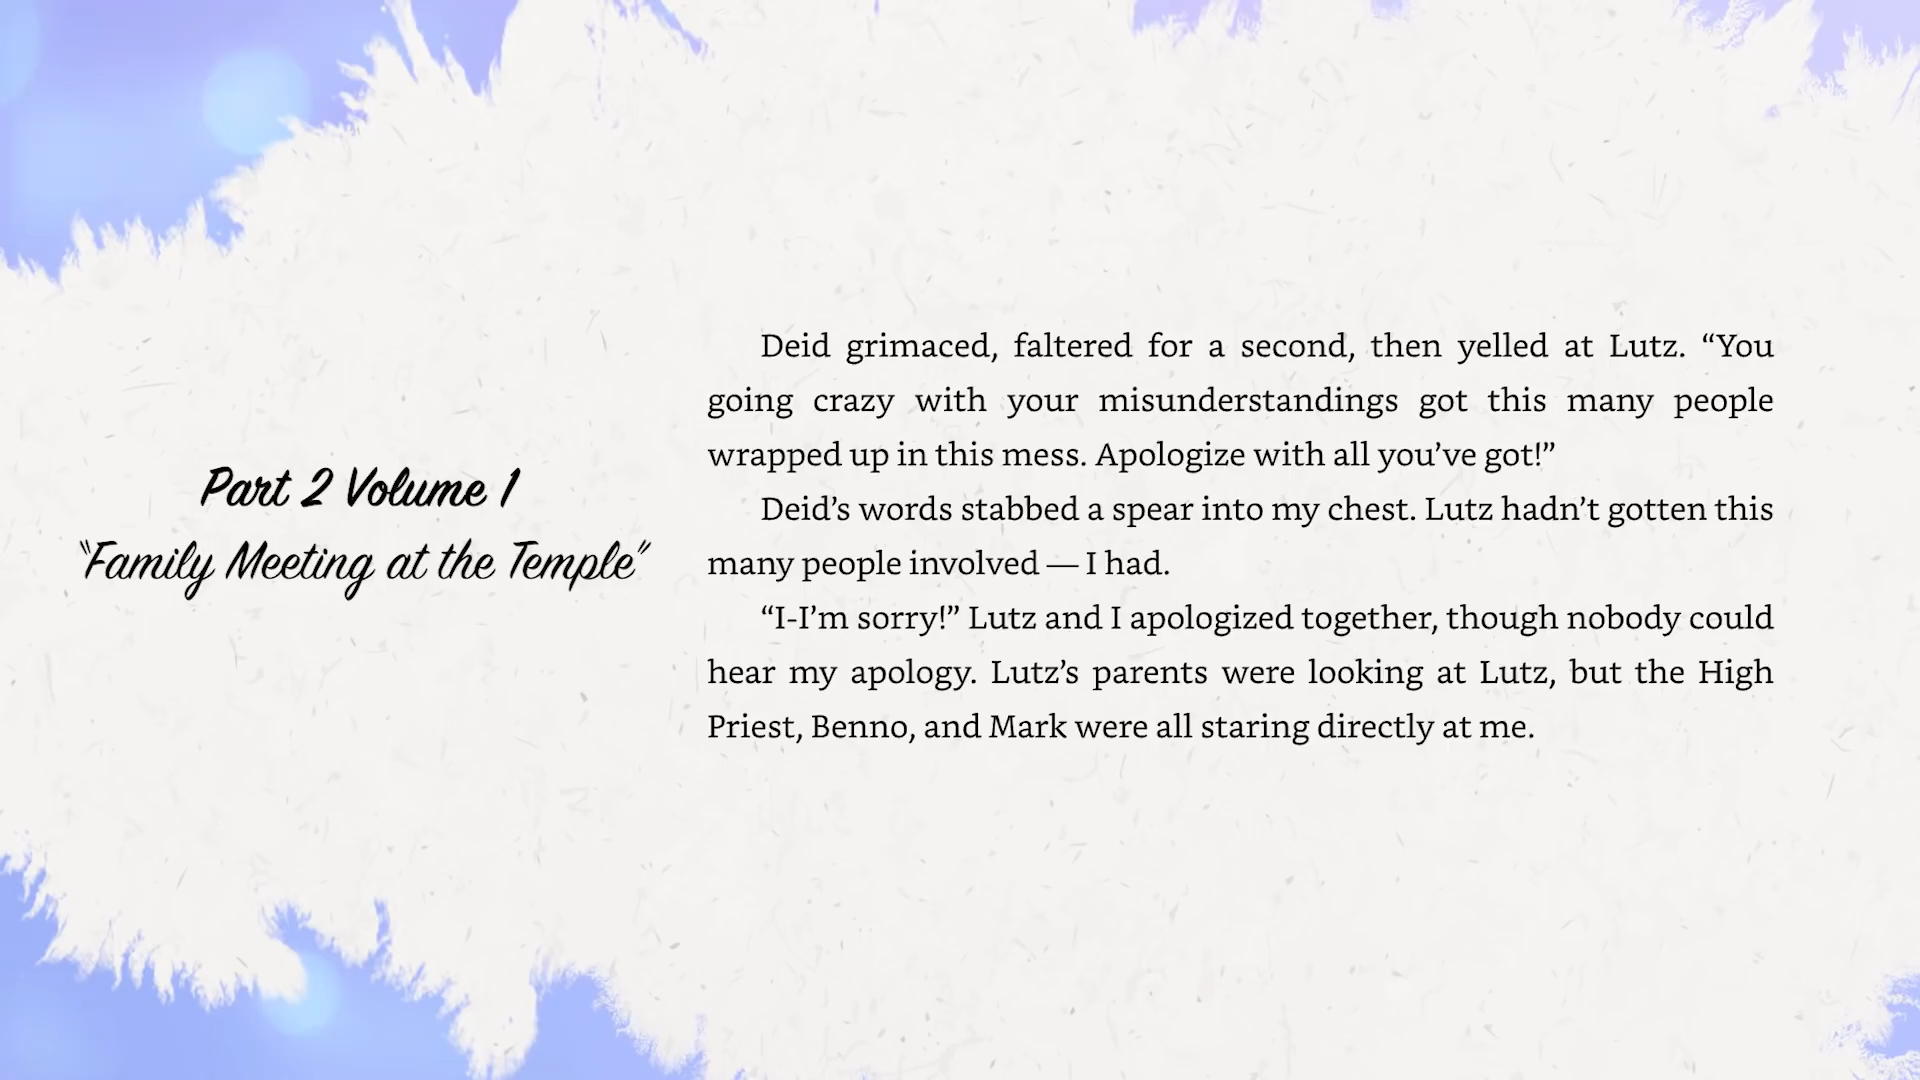 Part 2 Volume 1
“Family Meeting at the Temple”
Deid grimaced, faltered for a second, then yelled at Lutz. “You
going crazy with your misunderstandings got this many people
wrapped up in this mess. Apologize with all you’ve got!”
Deid’s words stabbed a spear into my chest. Lutz hadn’t gotten this
many people involved — I had.
“I-I’m sorry!” Lutz and I apologized together, though nobody could
hear my apology. Lutz’s parents were looking at Lutz, but the High
Priest, Benno, and Mark were all staring directly at me.